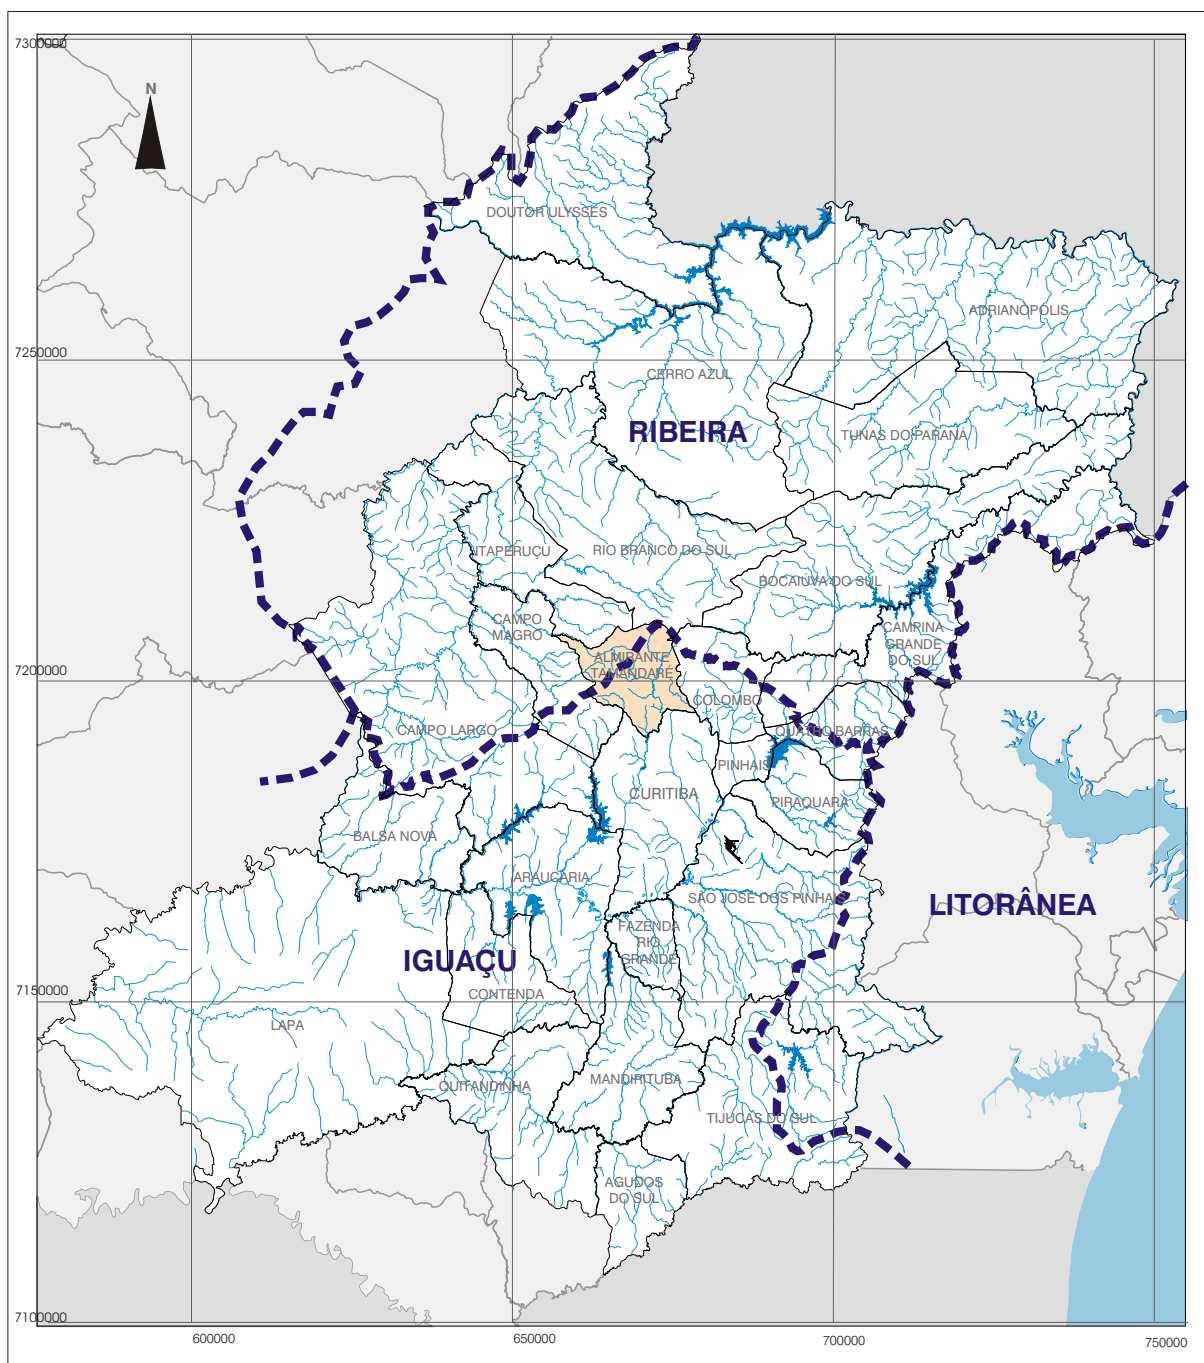 7300000
N
DOUTOR ULYSSES
ADRIANÓPOLIS
7250000
CERRO AZUL
RIBEIRA
TUNAS DO PARANÁ
ITAPERUÇU
RIO BRANCO DO SUL
BOCAIÚVA DO SUL
CAMPO
MAGRO
CAMPINA
GRANDE
DO SUL
ALMIRANTE
TAMANDARÉ
7200000
COLOMBO
CAMPO LARGO
QUATRO BARRAS
PINHAIS
CURITIBA
PIRAQUARA
BALSA NOVA
ARAUCÁRIA
SÃO JOSÉ DOS PINHAIS
LITORÂNEA
FAZENDA
RIO
GRANDE
IGUAÇU
CONTENDA
7150000
LAPA
QUITANDINHA
MANDIRITUBA
TIJUCAS DO SUL
AGUDOS
DO SUL
7100000
600000
650000
700000
750000